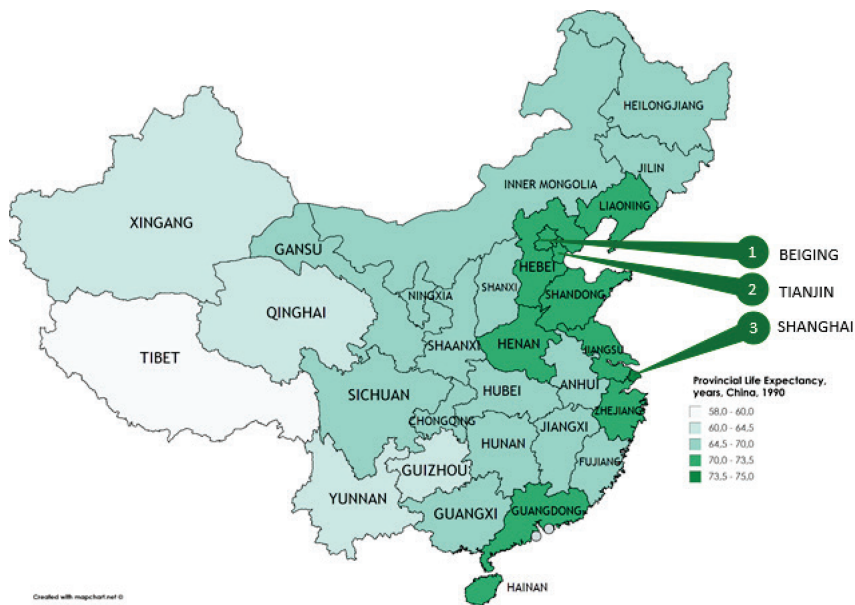 HEILONGJIANG
JILIN
INNER MONGOLIA
LIAONING
XINGANG
GANSU
1 BEIGING
HEBEI
2 TIANJIN
NINGXIA
SHANXI
SHANDONG
QINGHAI
3 SHANGHAI
SHAANXI
HENAN
JIANGSU
TIBET
ANHUI
SICHUAN
HUBEI
ZHEJIANG
CHONGQING
JIANGXI
HUNAN
FUJIANG
GUIZHOU
YUNNAN
GUANGXI
GUANGDONG
HAINAN
Provincial Life Expectancy,
years, China, 1990
58,0 - 60,0
60,0 - 64,5
64,5 - 70,0
70,0 - 73,5
73,5 - 75,0
Created with mapchart.net ©